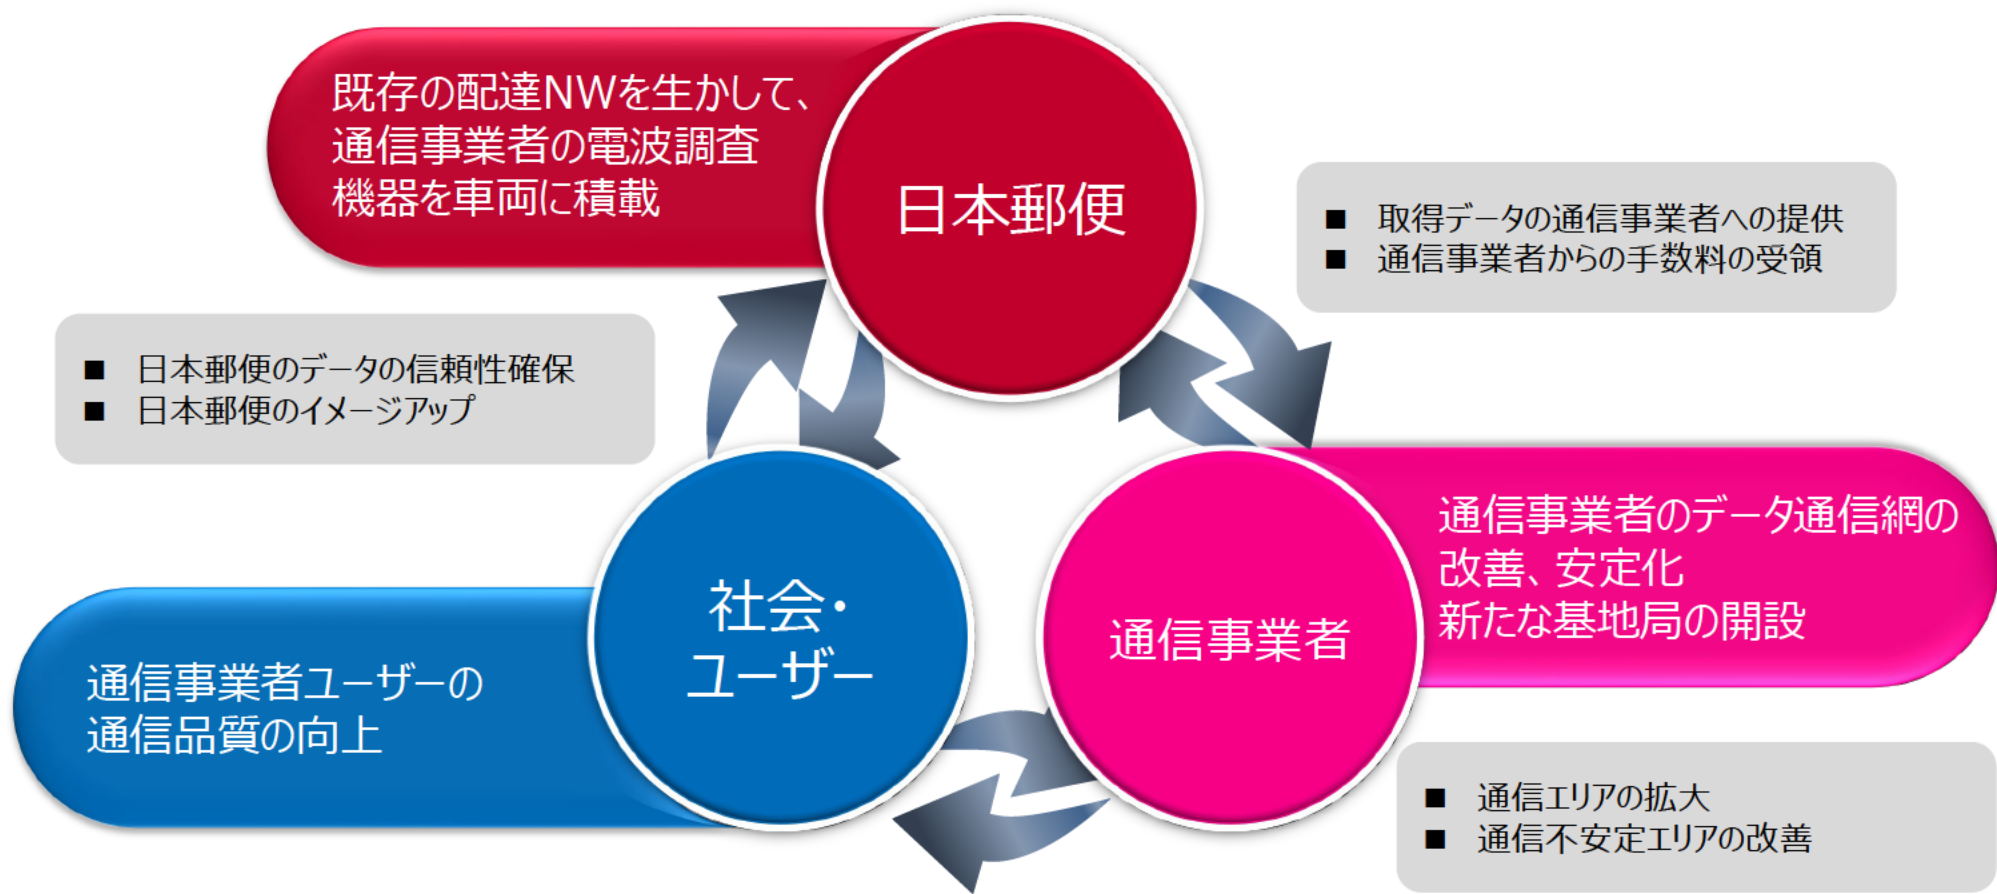 既存の配達NWを生かして、
通信事業者の電波調査
機器を車両に積載
日本郵便
■ 取得データの通信事業者への提供
■ 通信事業者からの手数料の受領
■ 日本郵便のデータの信頼性確保
■ 日本郵便のイメージアップ
社会・
ユーザー
通信事業者ユーザーの
通信品質の向上
通信事業者
通信事業者のデータ通信網の
改善、安定化
新たな基地局の開設
■ 通信エリアの拡大
■ 通信不安定エリアの改善